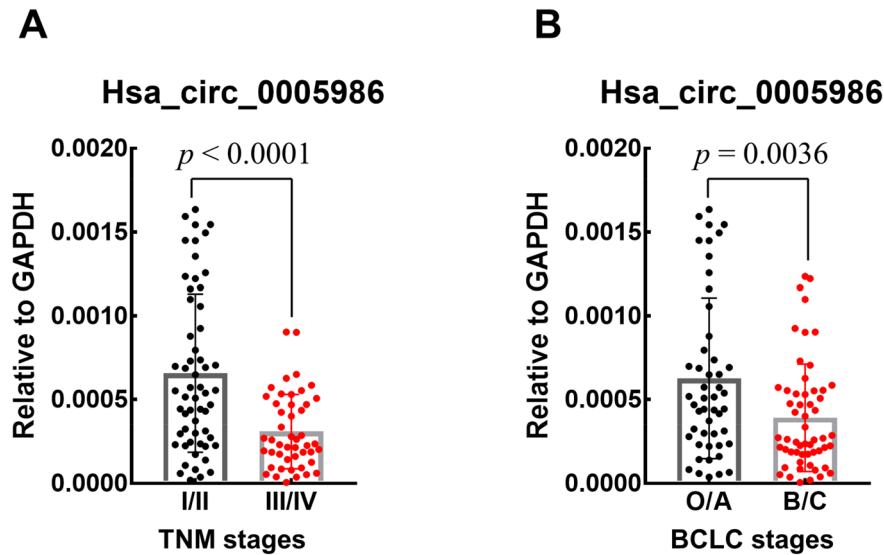 A
Hsa_circ_0005986
p < 0.0001
0.0020
0.0015
0.0010
0.0005
0.0000
Relative to GAPDH
I/II
III/IV
TNM stages
B
Hsa_circ_0005986
p = 0.0036
0.0020
0.0015
0.0010
0.0005
0.0000
Relative to GAPDH
O/A
B/C
BCLC stages